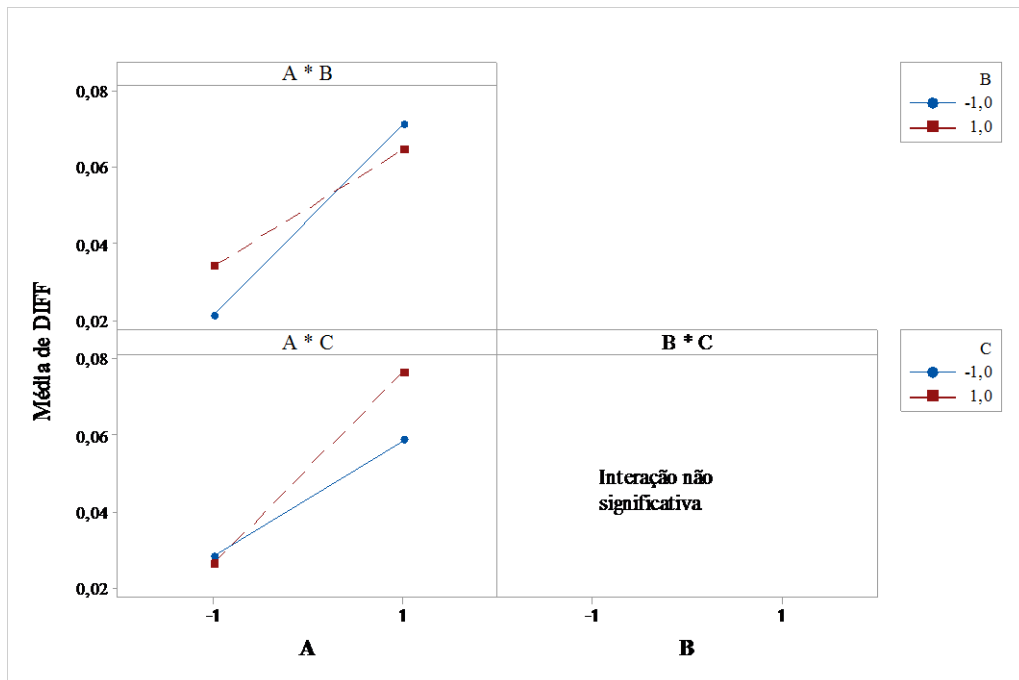 A * B
B
-1,0
1,0
0,08
0,06
0,04
0,02
Média de DIFF
A * C
B * C
C
-1,0
1,0
0,08
0,06
0,04
0,02
Interação não
significativa
-1
1
-1
1
A
B